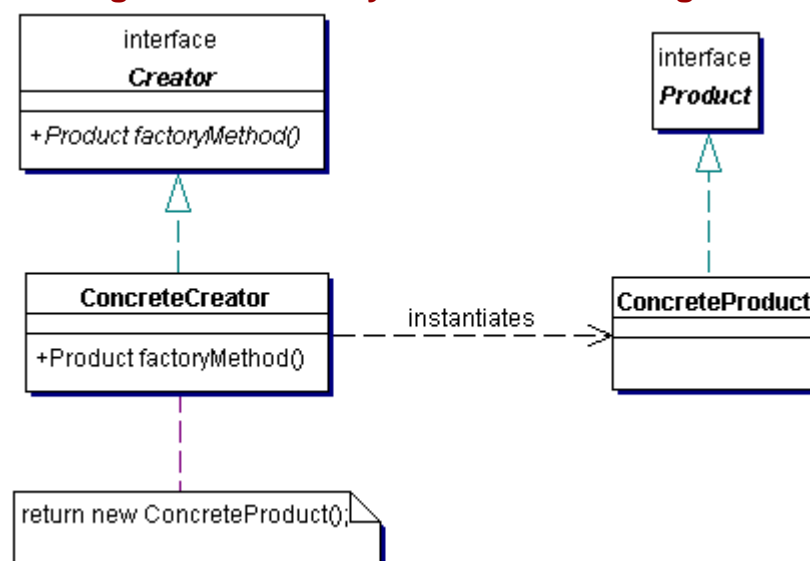 interface
Creator
+Product factoryMethod()
interface
Product
ConcreteCreator
+Product factoryMethod()
instantiates
ConcreteProduct
return new ConcreteProduct();